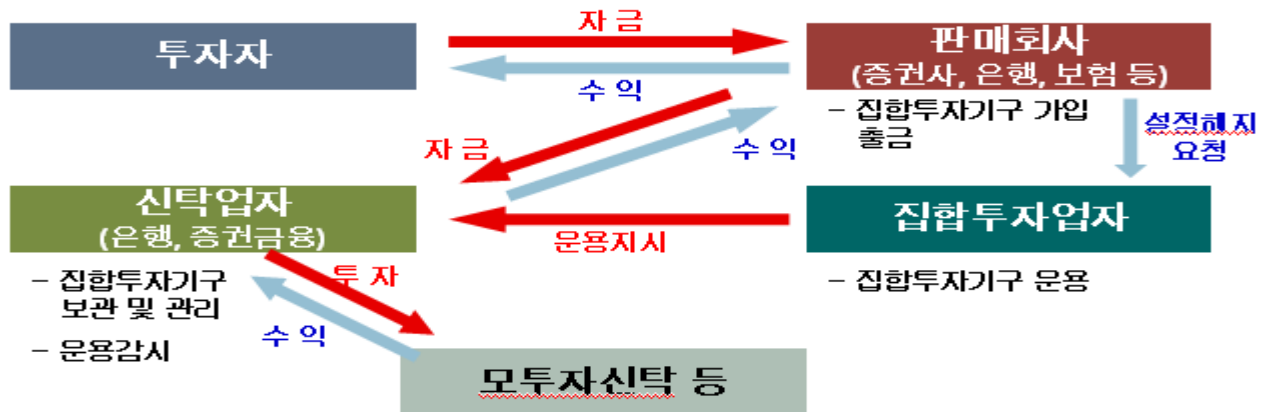 자 금
투자자
판매회사
(증권사, 은행, 보험 등)
수 익
– 집합투자기구 가입
출금
설정해지
요청
자 금
수 익
신탁업자
(은행, 증권금융)
집합투자업자
운용지시
– 집합투자기구
보관 및 관리
– 운용감시
투 자
수 익
– 집합투자기구 운용
모투자신탁 등